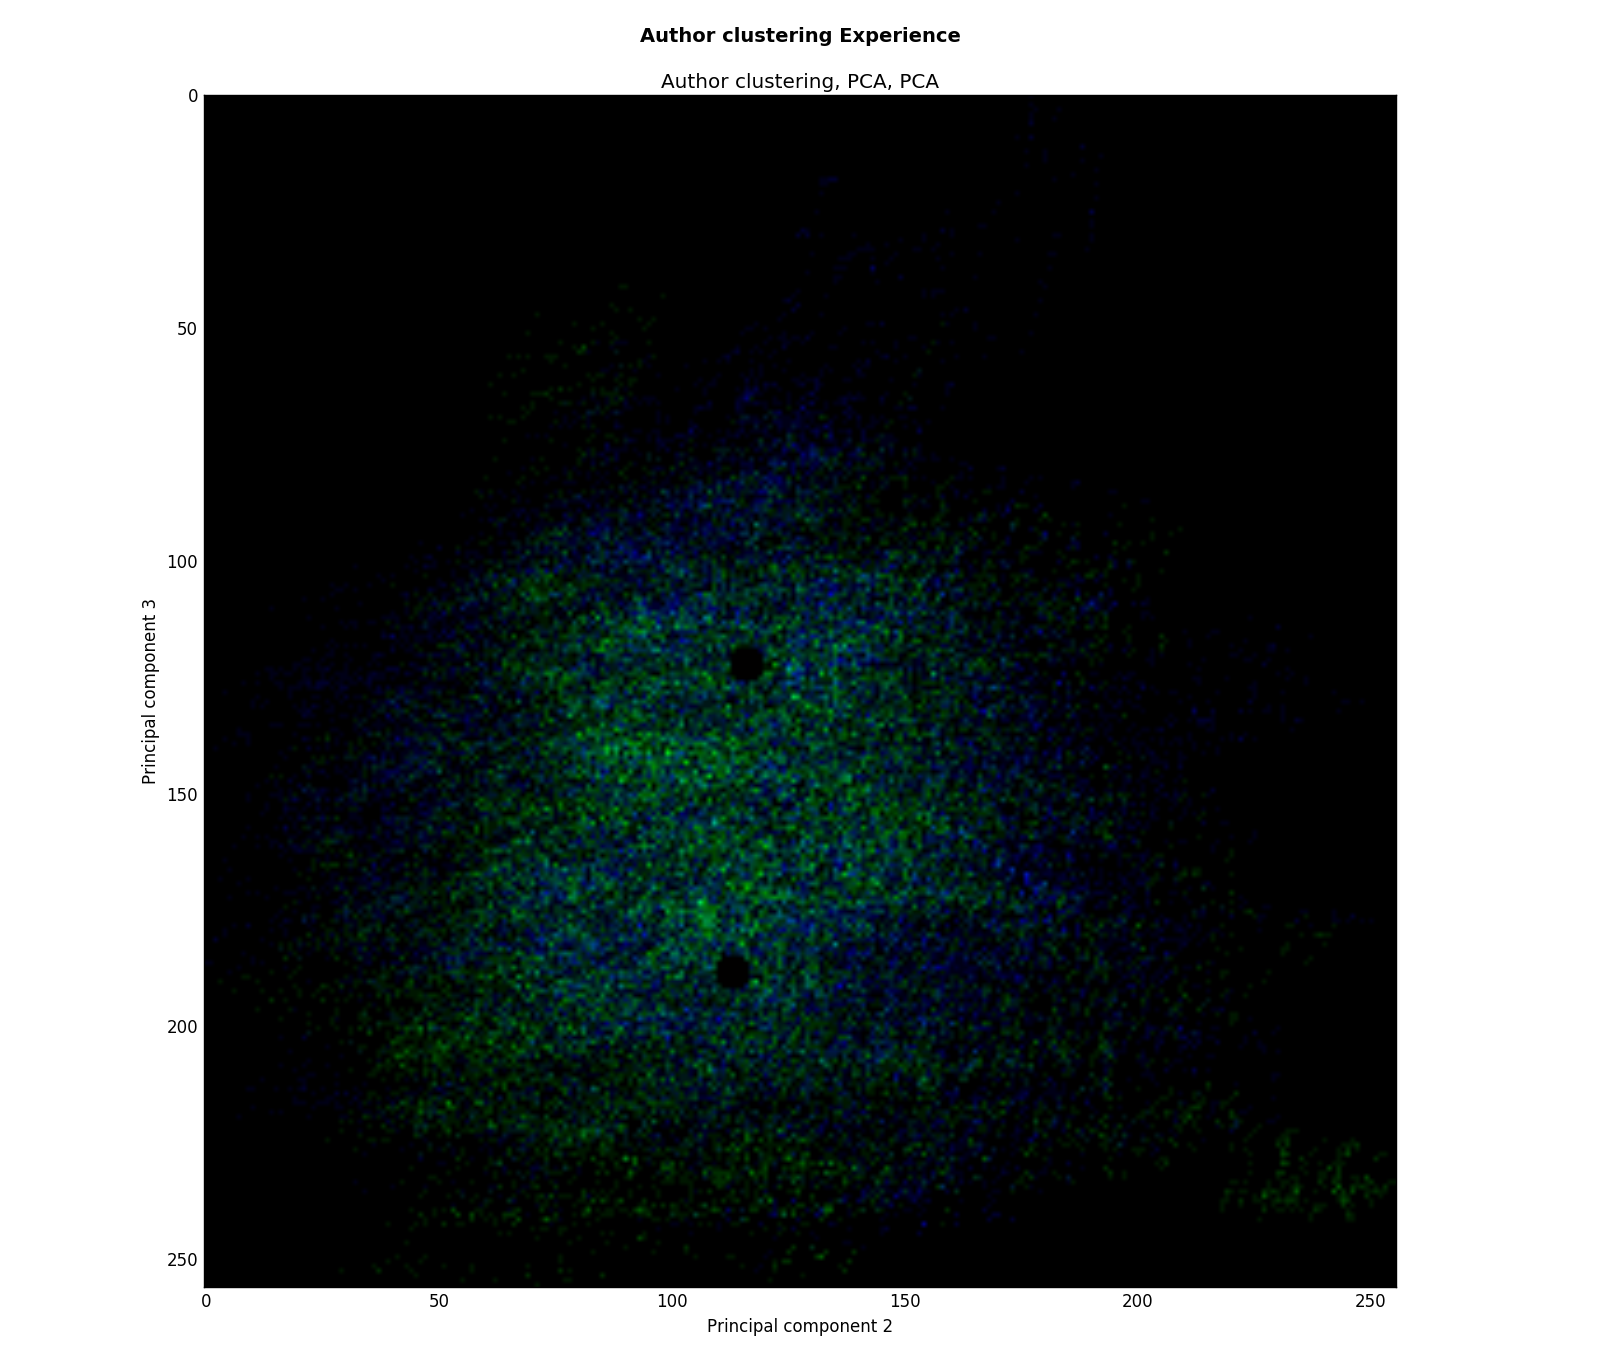 Author clustering Experience
Author clustering, PCA, PCA
0
50
100
150
200
250
Principal component 3
0 50 100 150 200 250
Principal component 2